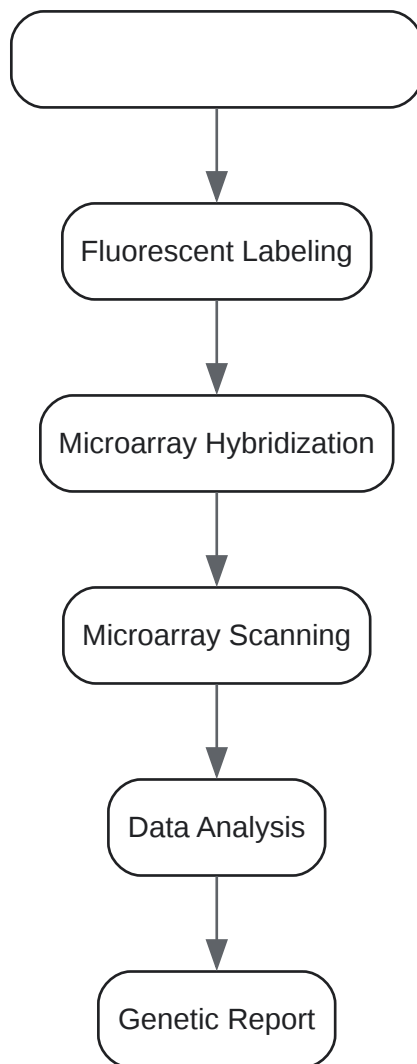 Fluorescent Labeling
Microarray Hybridization
Microarray Scanning
Data Analysis
Genetic Report